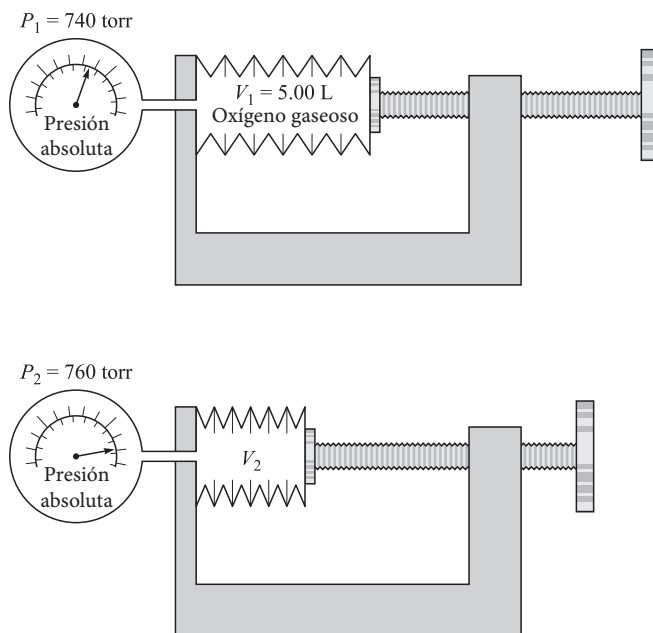 P₁ = 740 torr
Presión
absoluta
V₁ = 5.00 L
Oxígeno gaseoso
P₂ = 760 torr
Presión
absoluta
V₂